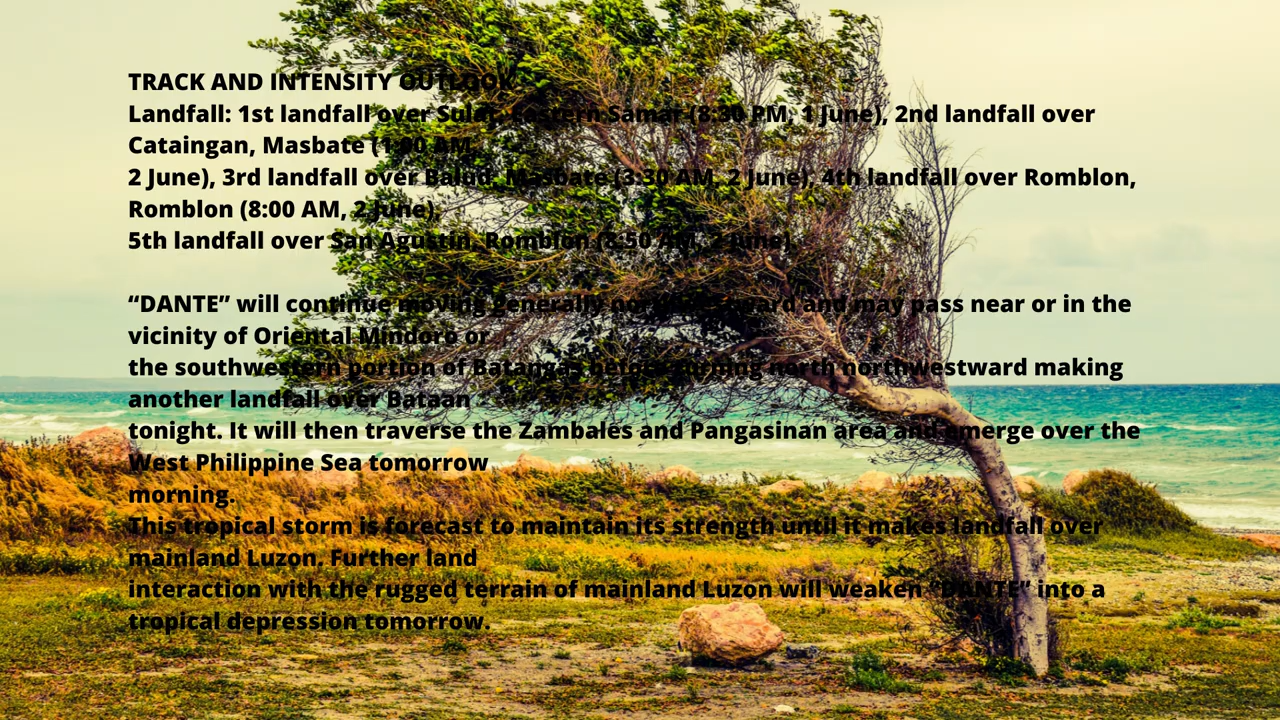 TRACK AND INTENSITY OUTLOOK
Landfall: 1st landfall over Sulat, Eastern Samar (8:30 PM, 1 June), 2nd landfall over
Cataingan, Masbate (1:00 AM,
2 June), 3rd landfall over Balud, Masbate (3:30 AM, 2 June), 4th landfall over Romblon,
Romblon (8:00 AM, 2 June),
5th landfall over San Agustin, Romblon (8:50 AM, 2 June)
“DANTE” will continue moving generally northwestward and may pass near or in the
vicinity of Oriental Mindoro or
the southwestern portion of Batangas before turning north northwestward making
another landfall over Bataan
tonight. It will then traverse the Zambales and Pangasinan area and emerge over the
West Philippine Sea tomorrow
morning.
This tropical storm is forecast to maintain its strength until it makes landfall over
mainland Luzon. Further land
interaction with the rugged terrain of mainland Luzon will weaken “DANTE” into a
tropical depression tomorrow.